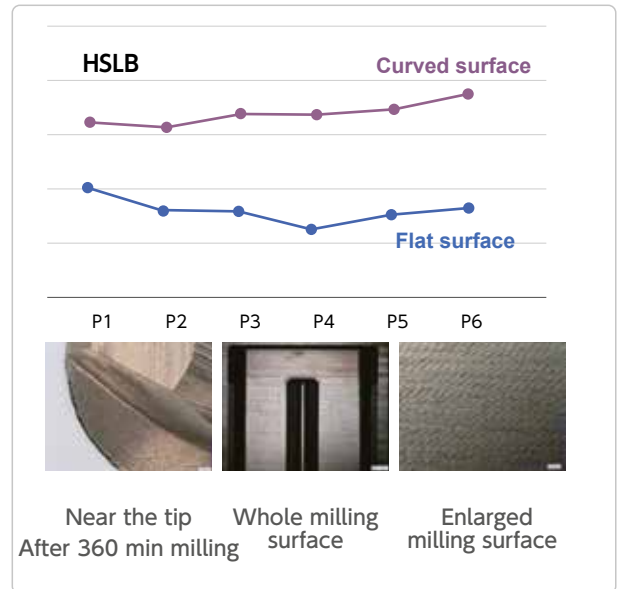 HSLB
Curved surface
Flat surface
P1 P2 P3 P4 P5 P6
Near the tip
After 360 min milling
Whole milling
surface
Enlarged
milling surface